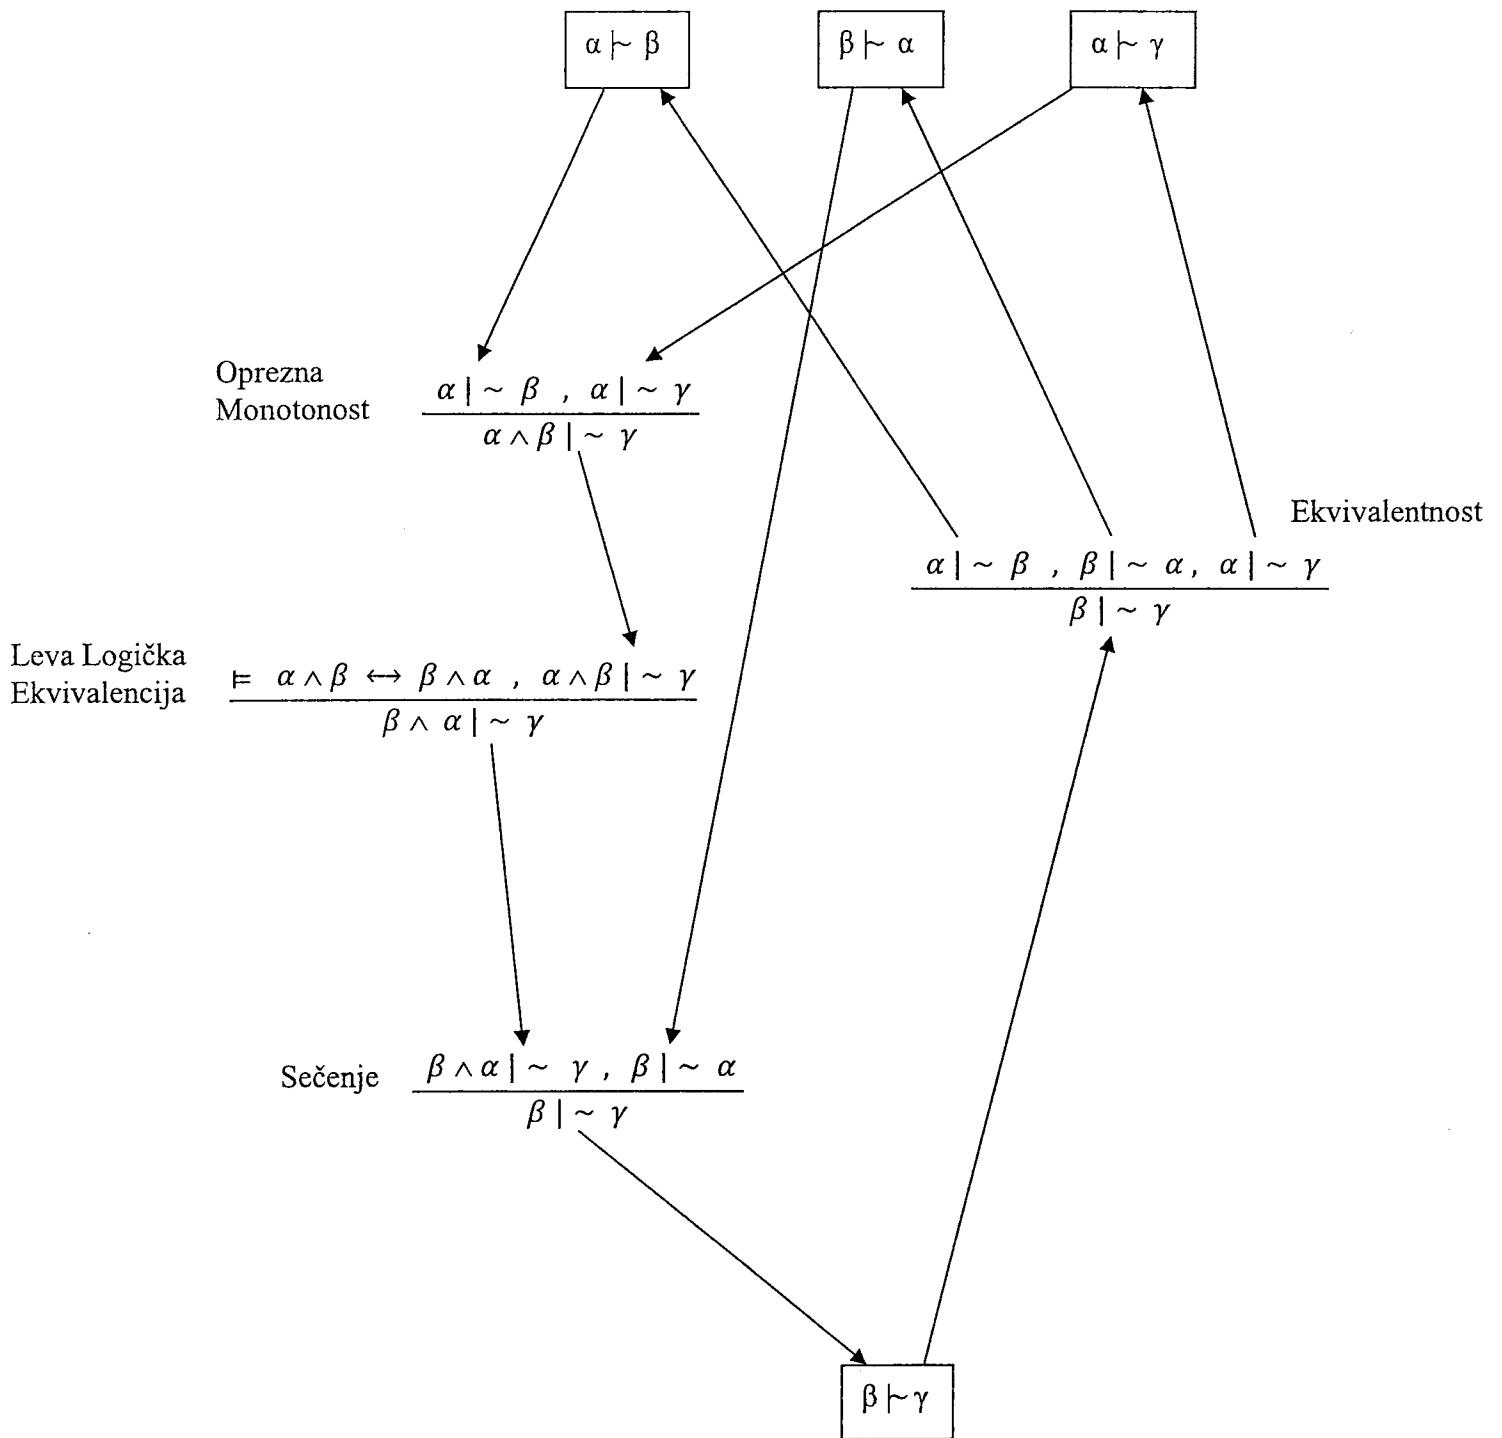 α |~ β
β |~ α
α |~ γ
Oprezna
Monotonost
α | ~ β , α | ~ γ
α ∧ β | ~ γ
Ekvivalentnost
α | ~ β , β | ~ α, α | ~ γ
β | ~ γ
Leva Logička
Ekvivalencija
⊨ α ∧ β ↔ β ∧ α , α ∧ β | ~ γ
β ∧ α | ~ γ
Sečenje
β ∧ α | ~ γ , β | ~ α
β | ~ γ
β |~ γ